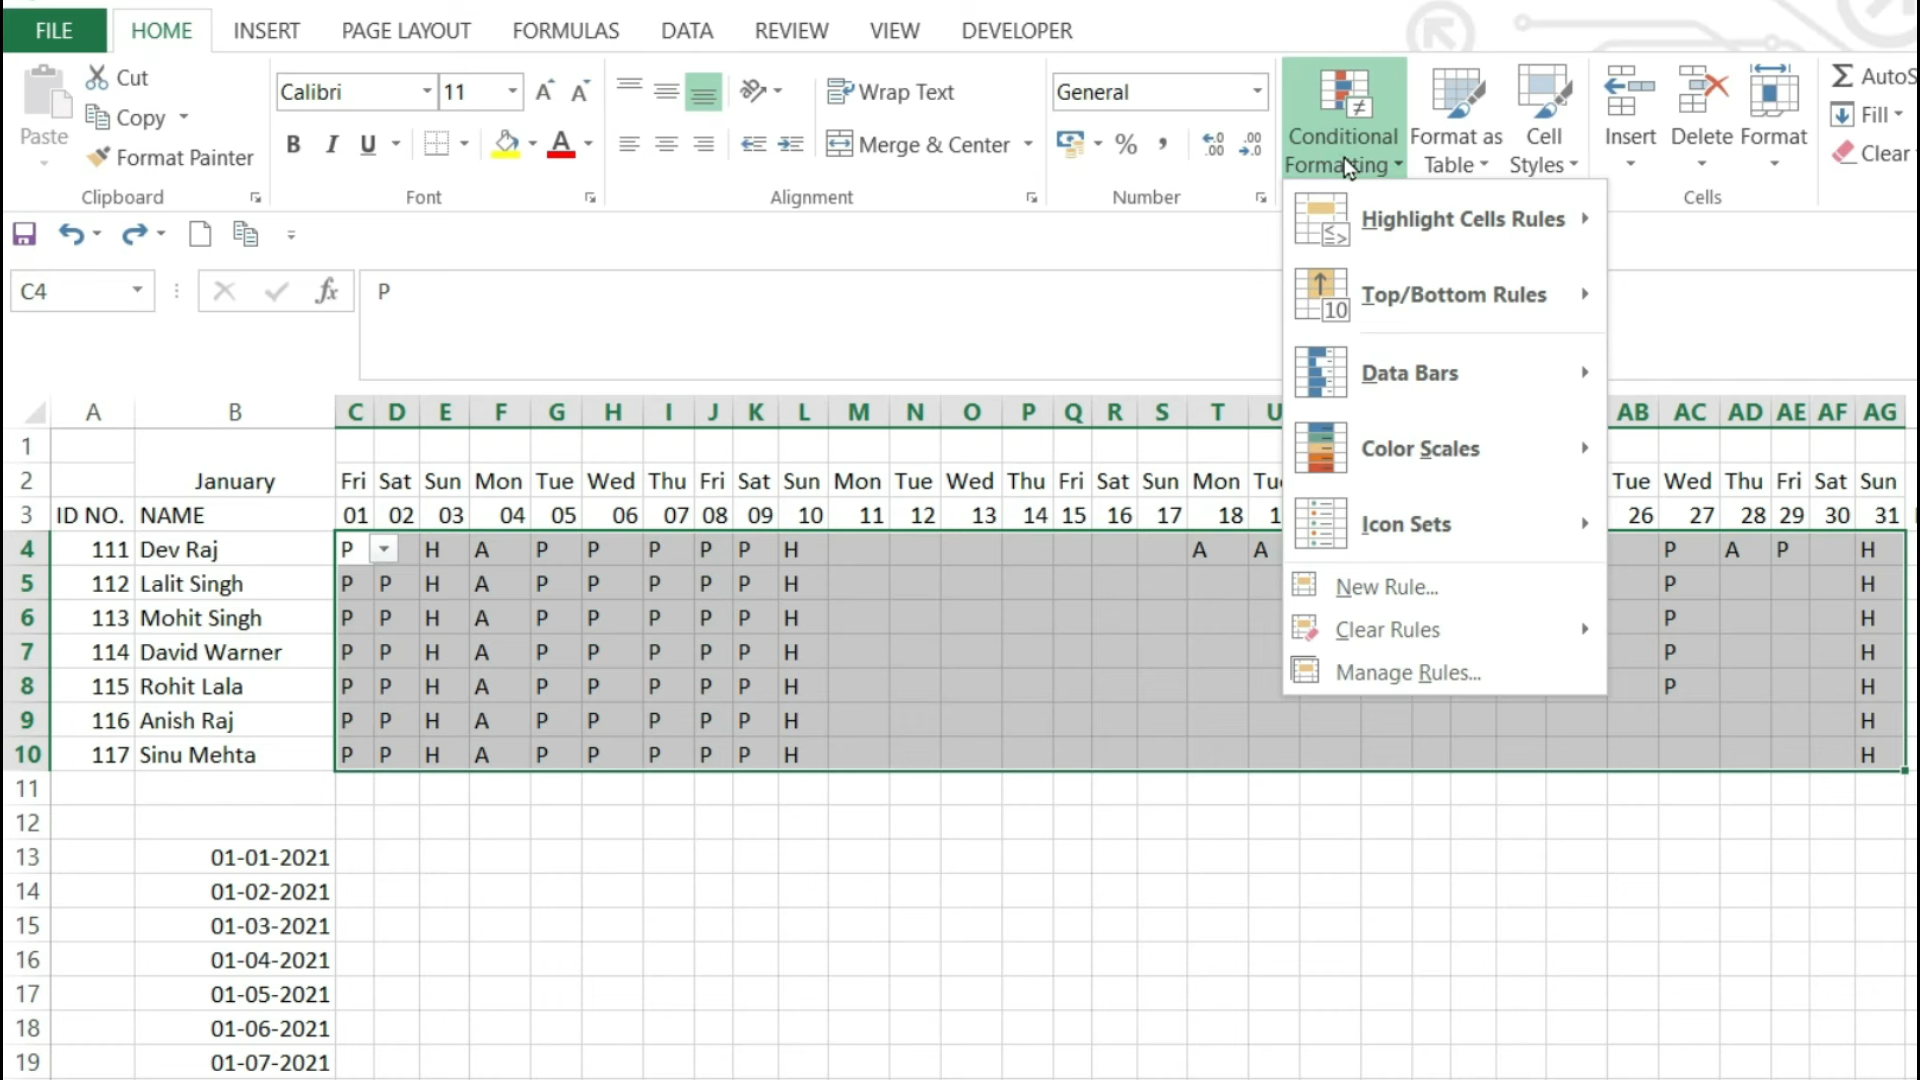 FILE HOME INSERT PAGE LAYOUT FORMULAS DATA REVIEW VIEW DEVELOPER
Paste
Cut
Copy
Format Painter
Clipboard
Calibri 11
B I U
Font
Wrap Text
Merge & Center
Alignment
General
% , .0 .00 .00 .0
Number
Conditional Formatting
Format as Table
Cell Styles
Insert Delete Format
Cells
Fill
Clear
Highlight Cells Rules
Top/Bottom Rules
Data Bars
Color Scales
Icon Sets
New Rule...
Clear Rules
Manage Rules...
C4 fx P
A B C D E F G H I J K L M N O P Q R S T U AB AC AD AE AF AG
1
2 January Fri Sat Sun Mon Tue Wed Thu Fri Sat Sun Mon Tue Wed Thu Fri Sat Sun Mon Tue Wed Thu Fri Sat Sun
3 ID NO. NAME 01 02 03 04 05 06 07 08 09 10 11 12 13 14 15 16 17 18 26 27 28 29 30 31
4 111 Dev Raj P H A P P P P P H A A P A P H
5 112 Lalit Singh P P H A P P P P P H P H
6 113 Mohit Singh P P H A P P P P P H P H
7 114 David Warner P P H A P P P P P H P H
8 115 Rohit Lala P P H A P P P P P H P H
9 116 Anish Raj P P H A P P P P P H H
10 117 Sinu Mehta P P H A P P P P P H H
11
12
13 01-01-2021
14 01-02-2021
15 01-03-2021
16 01-04-2021
17 01-05-2021
18 01-06-2021
19 01-07-2021